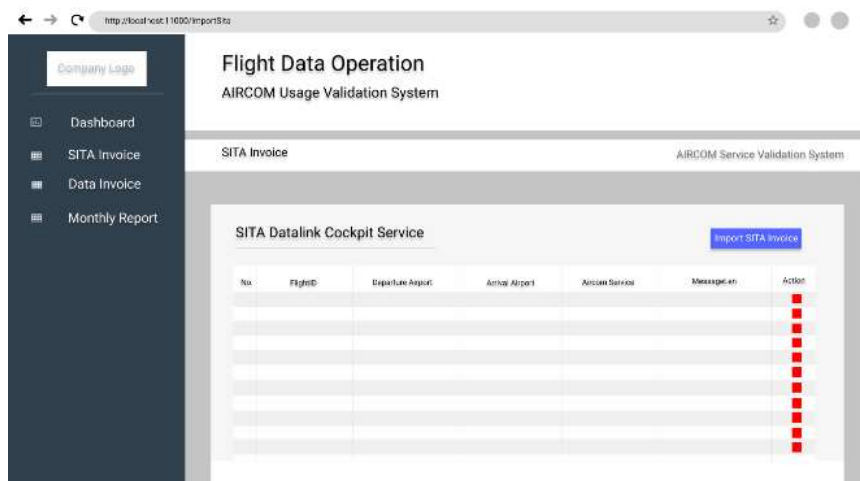 http://localhost:11000/ImportSita
Company Logo
Flight Data Operation
AIRCOM Usage Validation System
Dashboard
SITA Invoice
Data Invoice
Monthly Report
SITA Invoice
AIRCOM Service Validation System
SITA Datalink Cockpit Service
Import SITA Invoice
No. FlightID Departure Airport Arrival Airport Aircom Service MessageLen Action